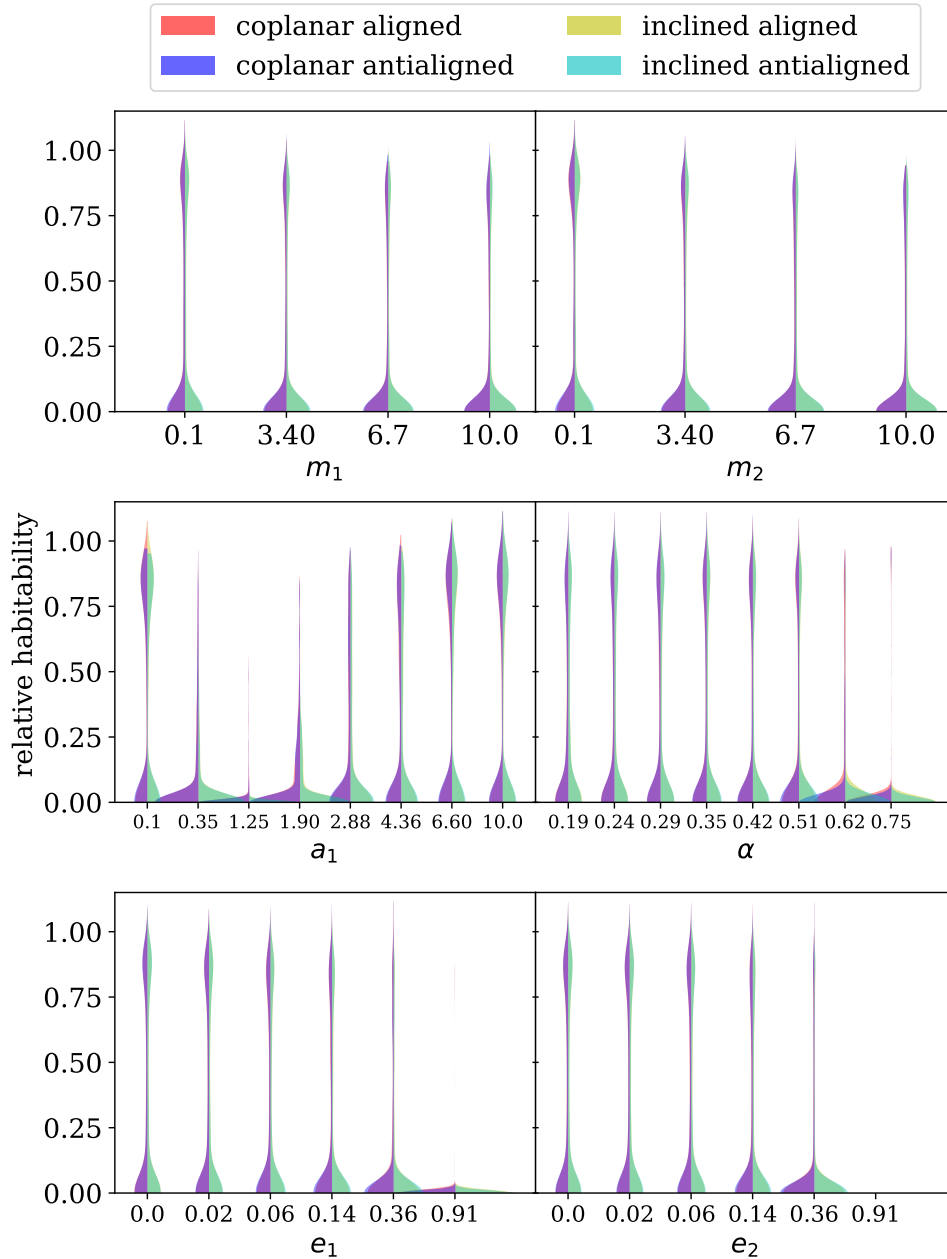 coplanar aligned inclined aligned
coplanar antialigned inclined antialigned
1.00
0.75
0.50
0.25
0.00
0.1 3.40 6.7 10.0 0.1 3.40 6.7 10.0
m₁ m₂
relative habitability
1.00
0.75
0.50
0.25
0.00
0.1 0.35 1.25 1.90 2.88 4.36 6.60 10.0 0.19 0.24 0.29 0.35 0.42 0.51 0.62 0.75
a₁ α
1.00
0.75
0.50
0.25
0.00
0.0 0.02 0.06 0.14 0.36 0.91 0.0 0.02 0.06 0.14 0.36 0.91
e₁ e₂